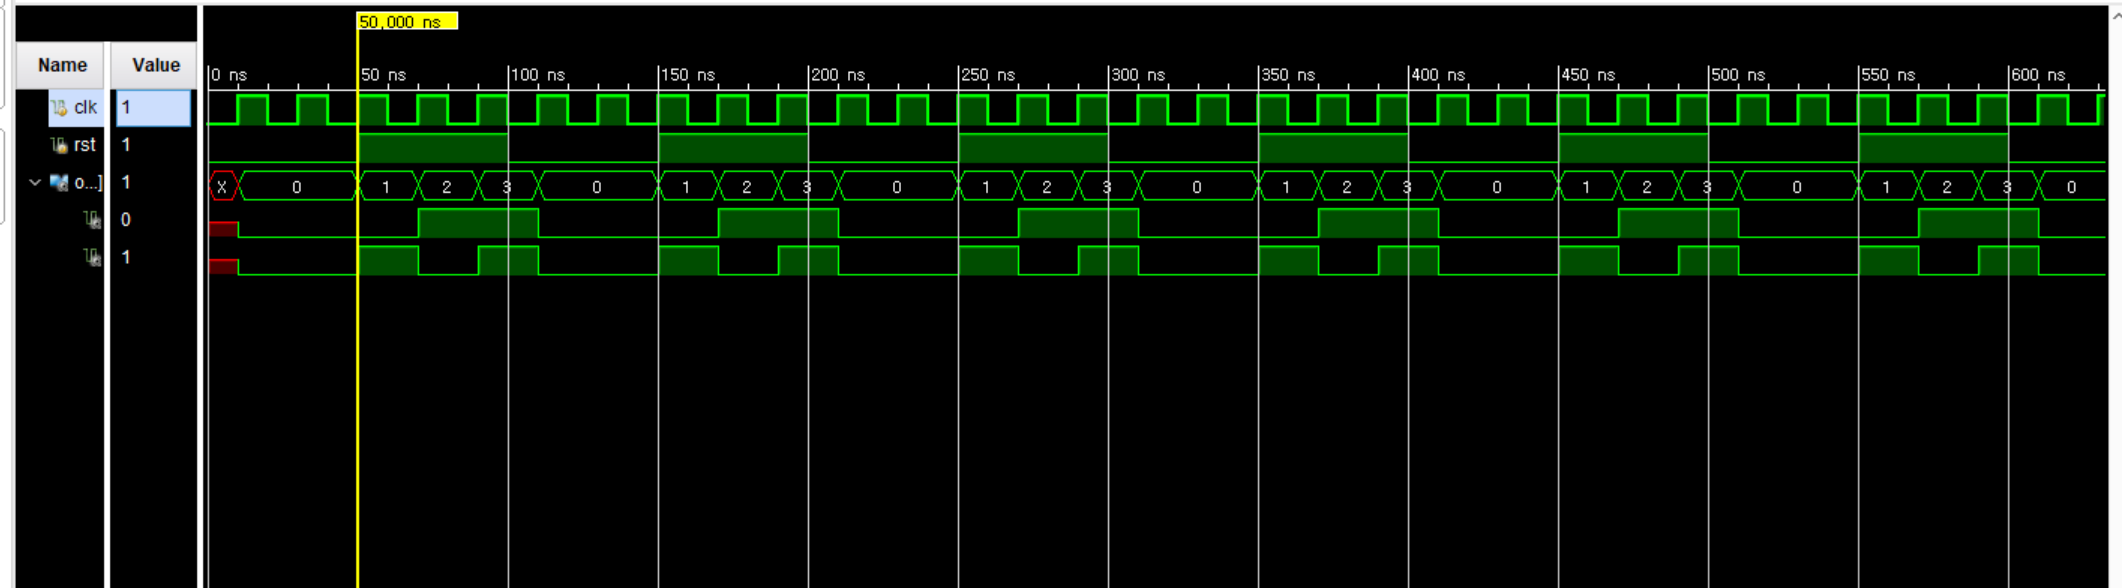 50,000 ns
Name Value
0 ns 50 ns 100 ns 150 ns 200 ns 250 ns 300 ns 350 ns 400 ns 450 ns 500 ns 550 ns 600 ns
clk 1
rst 1
o...] 1 X 0 1 2 3 0 1 2 3 0 1 2 3 0 1 2 3 0 1 2 3 0 1 2 3 0
0
1